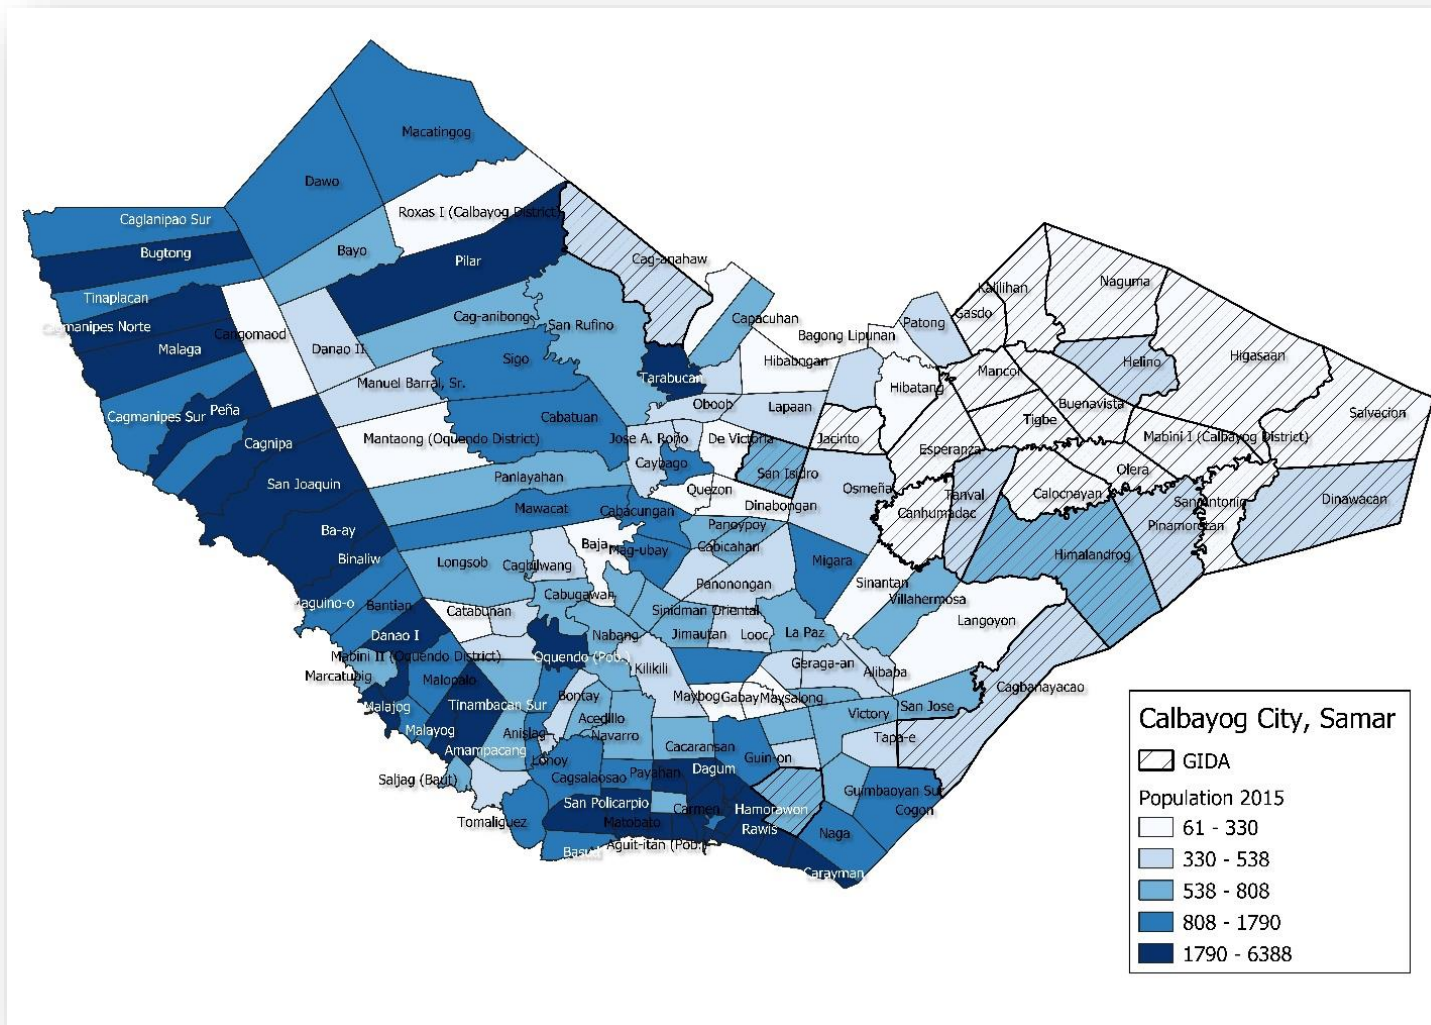 Macatingog
Dawo
Caglanipao Sur
Roxas I (Calbayog District)
Bugtong
Bayo
Pilar
Cag-anahaw
Tinaplacan
Kalilihan
Naguma
Cagmanipes Norte
Cangomaod
Cag-anibong
San Rufino
Capacuhan
Gasdo
Patong
Malaga
Danao II
Bagong Lipunan
Higasaan
Sigo
Hibabongan
Helino
Manuel Barral, Sr.
Tarabucan
Mancol
Hibatang
Cagmanipes Sur
Peña
Cabatuan
Oboob
Lapaan
Buenavista
Salvacion
Tigbe
Cagnipa
Mantaong (Oquendo District)
Jose A. Roño
De Victoria
Jacinto
Mabini I (Calbayog District)
Esperanza
Caybago
San Isidro
Olera
San Joaquin
Panlayahan
Quezon
Osmeña
Tanval
Calocnayan
Mawacat
Cabacungan
Dinabongan
Canhumadac
San Antonio
Dinawacan
Ba-ay
Panoypoy
Pinamorotan
Binaliw
Longsob
Cagbilwang
Baja
Mag-ubay
Cabicahan
Migara
Himalandrog
Panonongan
Sinantan
Bantian
Cabugawan
Villahermosa
Catabunan
Sinidman Oriental
Langoyon
Danao I
Nabang
Jimautan
Looc
La Paz
Mabini II (Oquendo District)
Oquendo (Pob.)
Kilikili
Geraga-an
Alibaba
Marcatubig
Malopalo
Cagbanayacao
Bontay
Maybog
Gabay
Maysalong
Malajog
Tinambacan Sur
Acedillo
Victory
San Jose
Malayog
Anislag
Navarro
Tapa-e
Amampacang
Cacaransan
Guin-on
Lonoy
Dagum
Saljag (Baut)
Cagsalaosao
Payahan
Gumbaoyan Sur
San Policarpio
Carmen
Hamorawon
Cogon
Tomaliguez
Matobato
Rawis
Naga
Basud
Aguit-itan (Pob.)
Carayman
Calbayog City, Samar
GIDA
Population 2015
61 - 330
330 - 538
538 - 808
808 - 1790
1790 - 6388